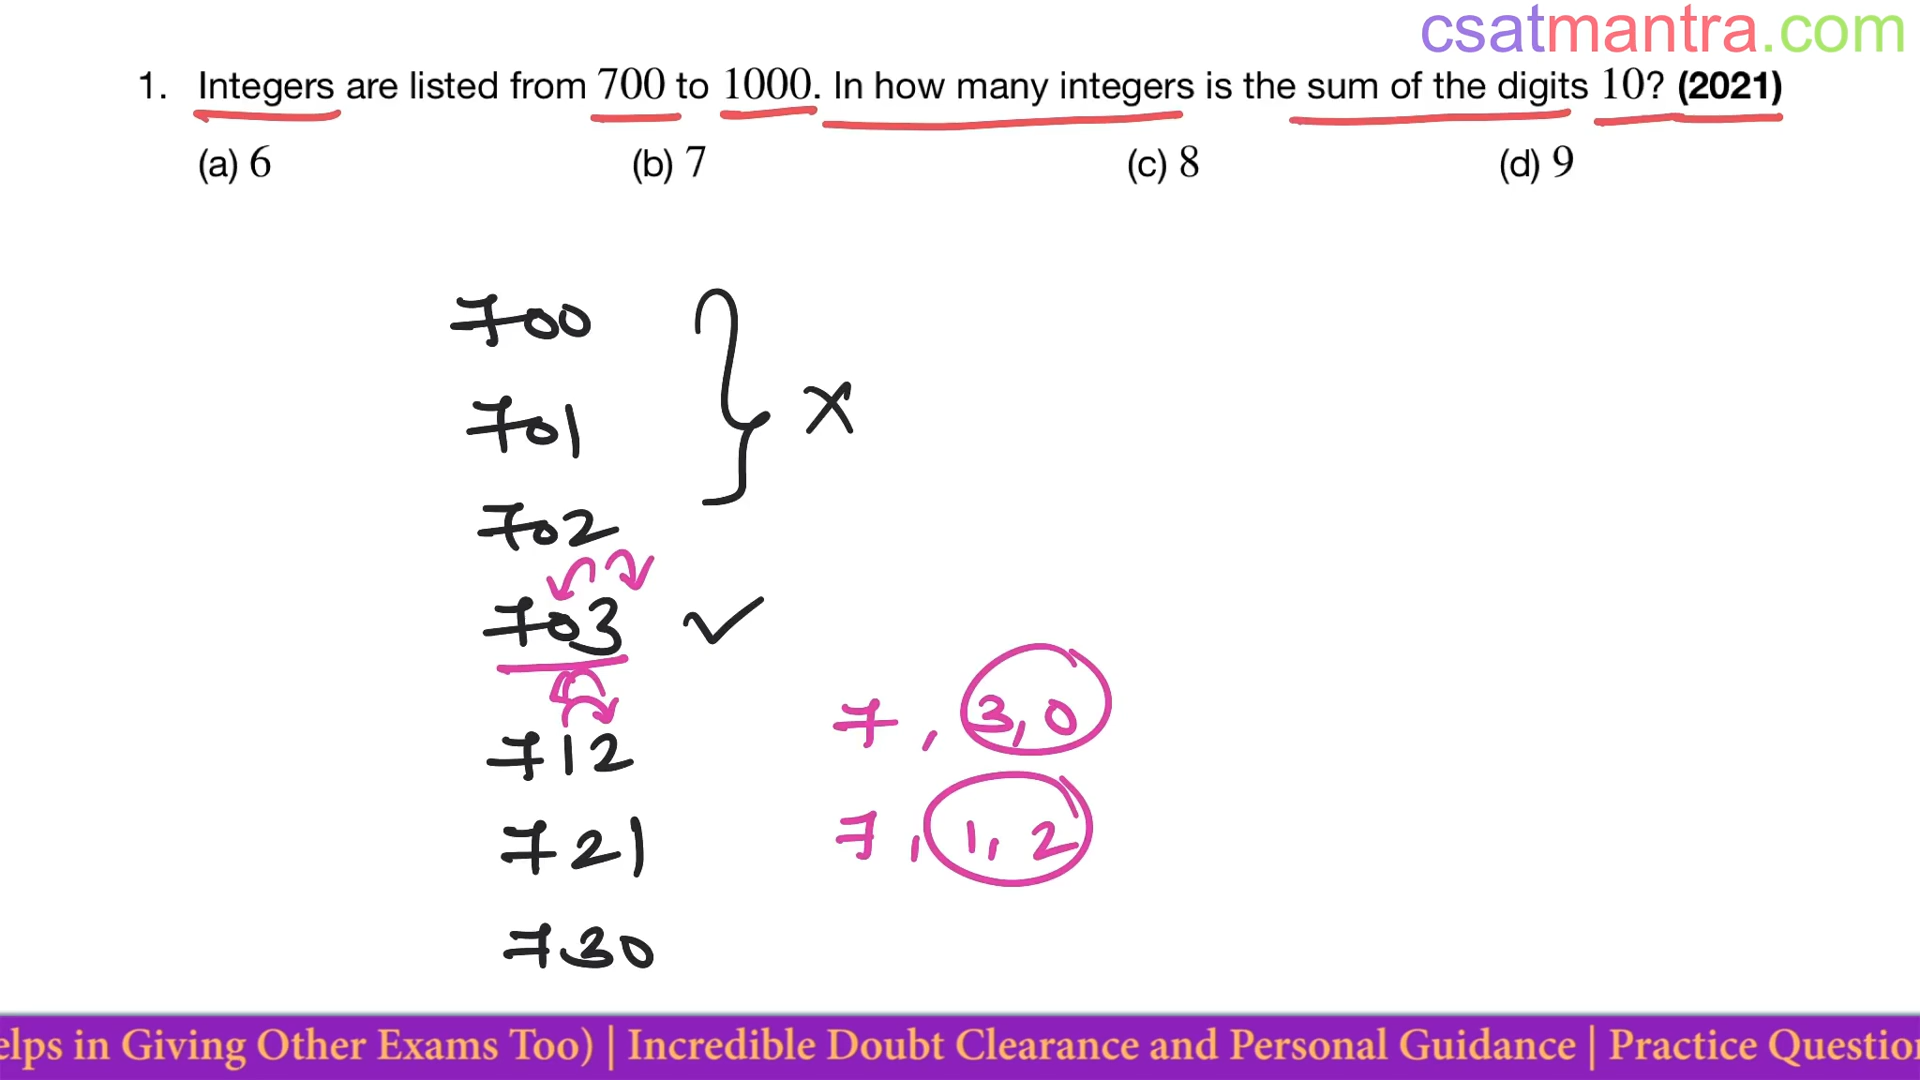 csatmantra.com
1. Integers are listed from 700 to 1000. In how many integers is the sum of the digits 10? (2021)
(a) 6 (b) 7 (c) 8 (d) 9
700
701
x
702
703
7, 3, 0
712
7, 1, 2
721
730
elps in Giving Other Exams Too) | Incredible Doubt Clearance and Personal Guidance | Practice Question